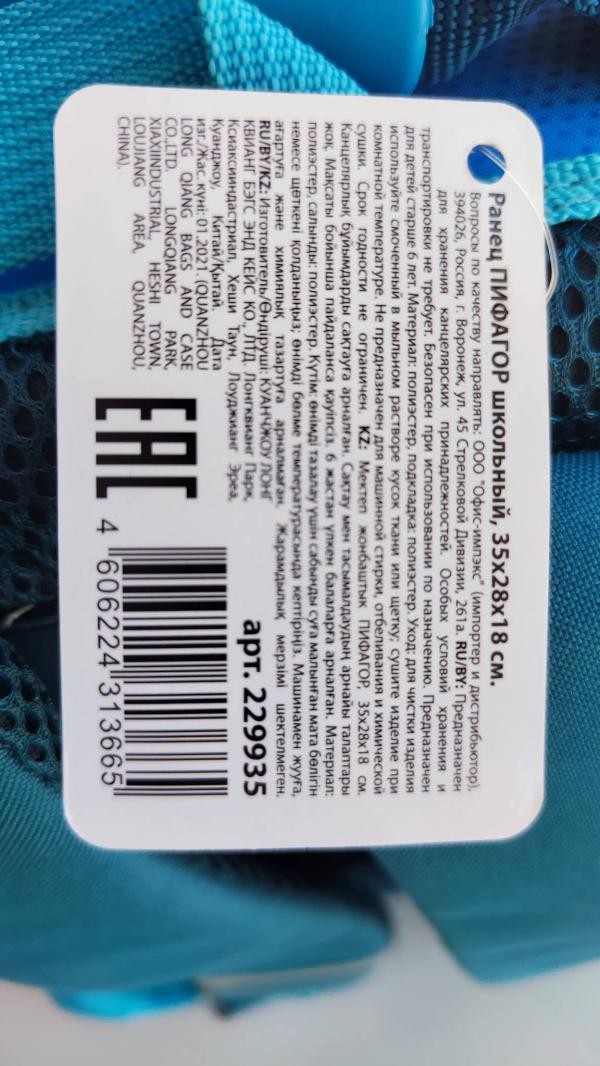 Ранец ПИФАГОР школьный, 35х28х18 см.
Вопросы по качеству направлять: ООО "Офис-импэкс" (импортер и дистрибьютор),
394026, Россия, г. Воронеж, ул. 45 Стрелковой Дивизии, 261а. RU/BY: Предназначен
для хранения канцелярских принадлежностей. Особых условий хранения и
транспортировки не требует. Безопасен при использовании по назначению. Предназначен
для детей старше 6 лет. Материал: полиэстер, подкладка: полиэстер. Уход: для чистки изделия
используйте смоченный в мыльном растворе кусок ткани или щетку; сушите изделие при
комнатной температуре. Не предназначен для машинной стирки, отбеливания и химической
сушки. Срок годности не ограничен. KZ: Мектеп жонбаштык ПИФАГОР, 35х28х18 см.
Канцелярлық бұйымдарды сақтауға арналған. Сақтау мен тасымалдаудың арнайы талаптары
жоқ. Мақсаты бойынша пайдаланса қауіпсіз. 6 жастан үлкен балаларға арналған. Материал:
полиэстер, салынды: полиэстер. Күтім: өнімді тазалау үшін сабынды суға малынған мата бөлігін
немесе щеткені қолданыңыз; өнімді бөлме температурасында кептіріңіз. Машинамен жууға,
ағартуға және химиялық тазартуға арналмаған. Жарамдылық мерзімі шектелмеген.
RU/BY/KZ: Изготовитель/Өндіруші: КУАНЧЖОУ ЛОНГ
КВИАНГ БЭГС ЭНД КЕЙС КО., ЛТД. Лонгквианг Парк,
Ксиаксииндастриал, Хеши Таун, Лоуджианг Эреа,
Куанджоу, Китай/Қытай. Дата
изг./Жас. күні: 01.2021. (QUANZHOU
LONG QIANG BAGS AND CASE
CO.,LTD. LONGQIANG PARK,
XIAXIINDUSTRIAL, HESHI TOWN,
LOUJIANG AREA, QUANZHOU,
CHINA).
EAC
арт. 229935
4 606224 313665